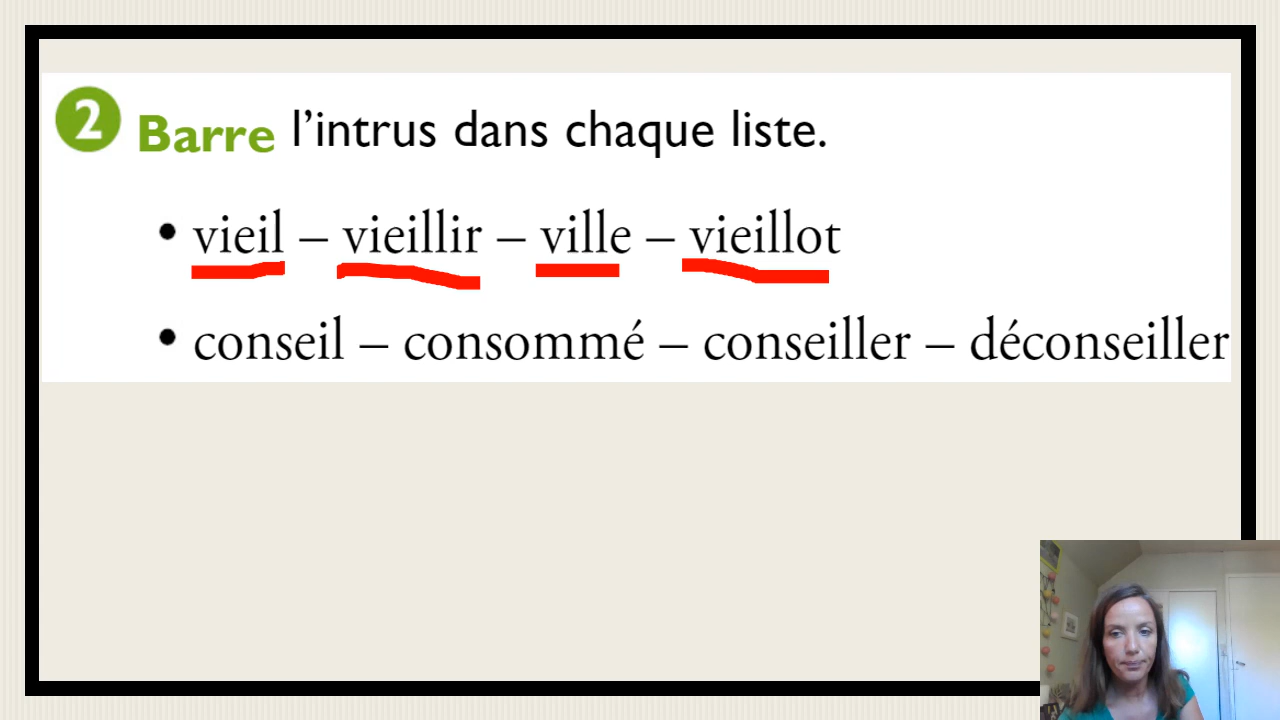 2 Barre l'intrus dans chaque liste.
• vieil – vieillir – ville – vieillot
• conseil – consommé – conseiller – déconseiller